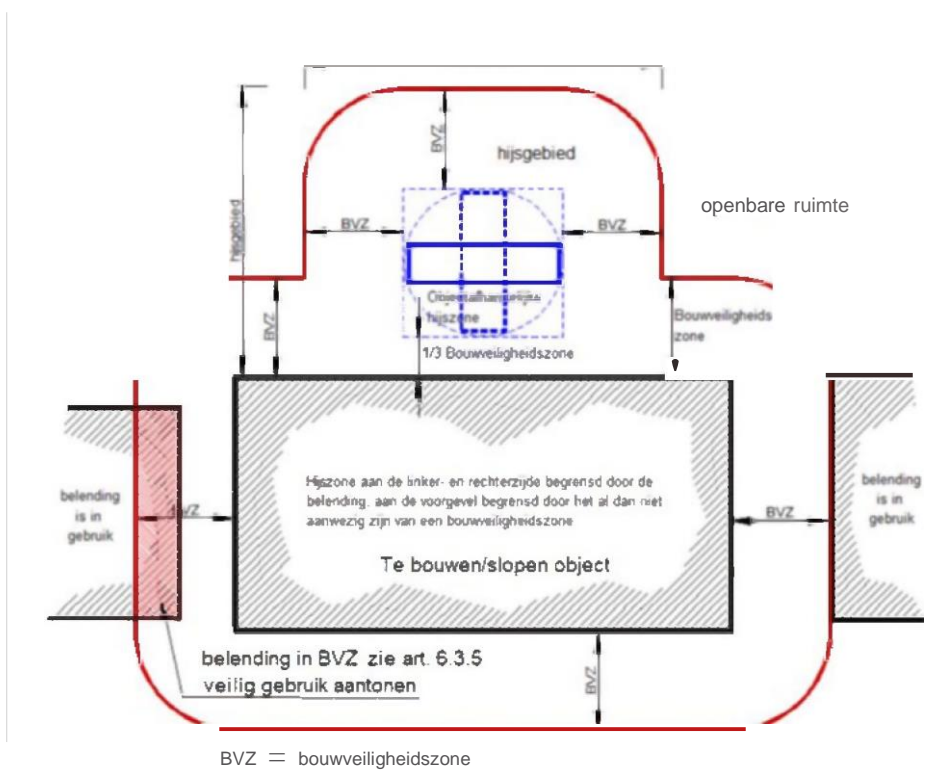 BVZ
hijsgebied
openbare ruimte
hijsgebied
BVZ
BVZ
Objectafhankelijke
hijszone
BVZ
Bouwveiligheids
zone
1/3 Bouwveiligheidszone
Hijszone aan de linker- en rechterzijde begrensd door de
belending, aan de voorgevel begrensd door het al dan niet
aanwezig zijn van een bouwveiligheidszone
belending
is in
gebruik
BVZ
BVZ
belending
is in
gebruik
Te bouwen/slopen object
belending in BVZ zie art. 6.3.5
veilig gebruik aantonen
BVZ
BVZ = bouwveiligheidszone